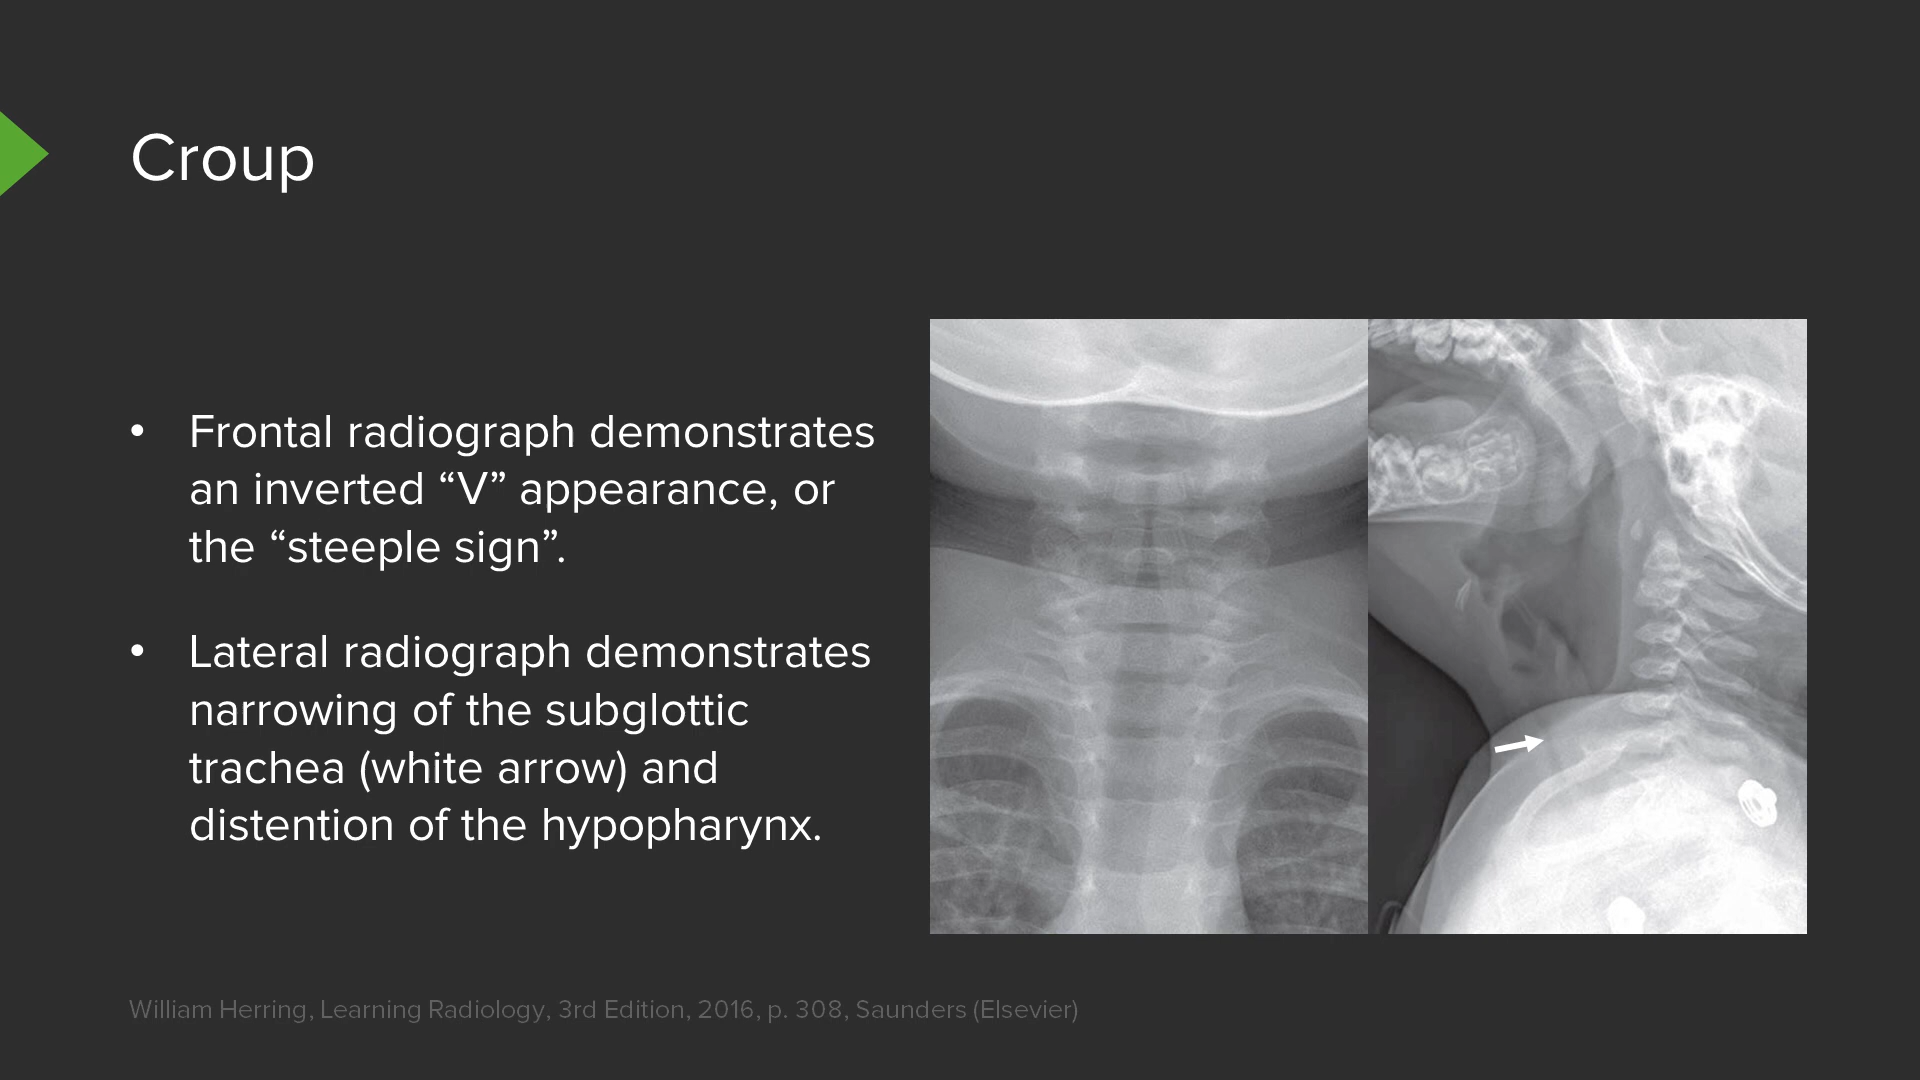 Croup
• Frontal radiograph demonstrates
an inverted “V” appearance, or
the “steeple sign”.
• Lateral radiograph demonstrates
narrowing of the subglottic
trachea (white arrow) and
distention of the hypopharynx.
William Herring, Learning Radiology, 3rd Edition, 2016, p. 308, Saunders (Elsevier)